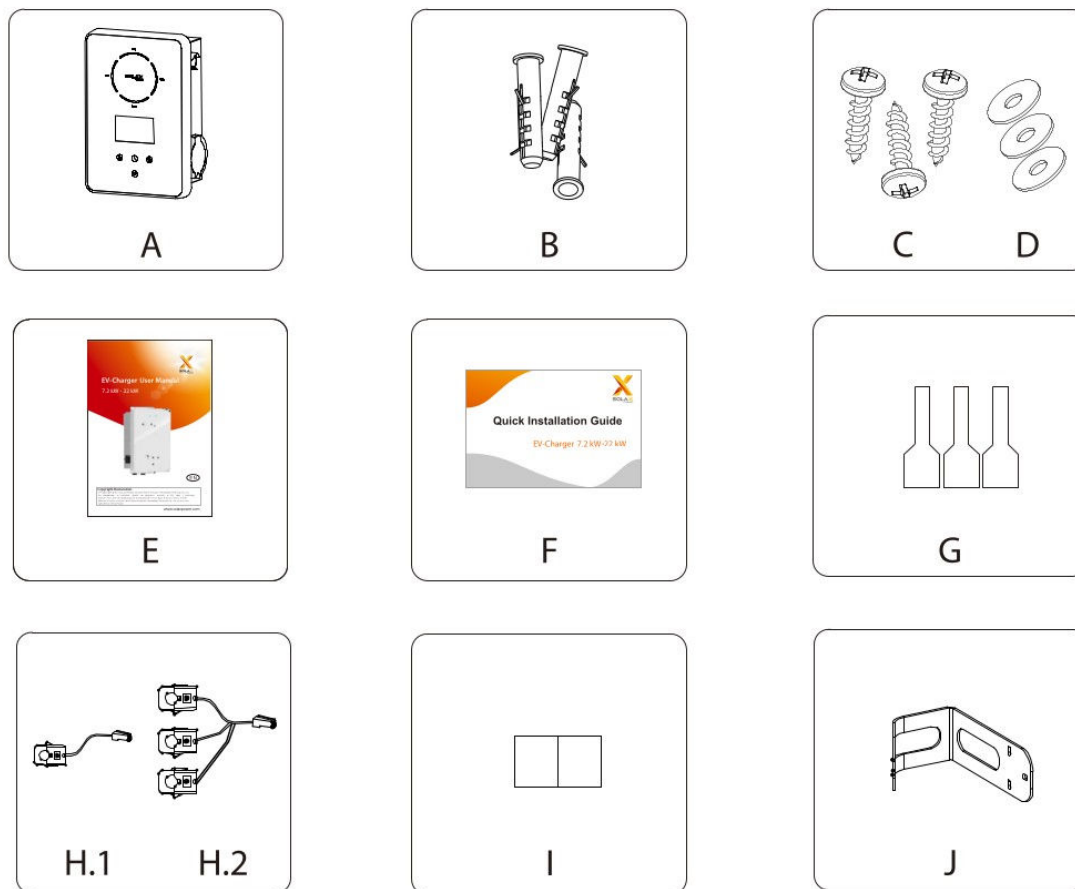 A
B
C
D
X
EV-Charger User Manual
7.2 kW - 22 kW
E
X
SOLAX
Quick Installation Guide
EV-Charger 7.2 kW-22 kW
F
G
H.1
H.2
I
J